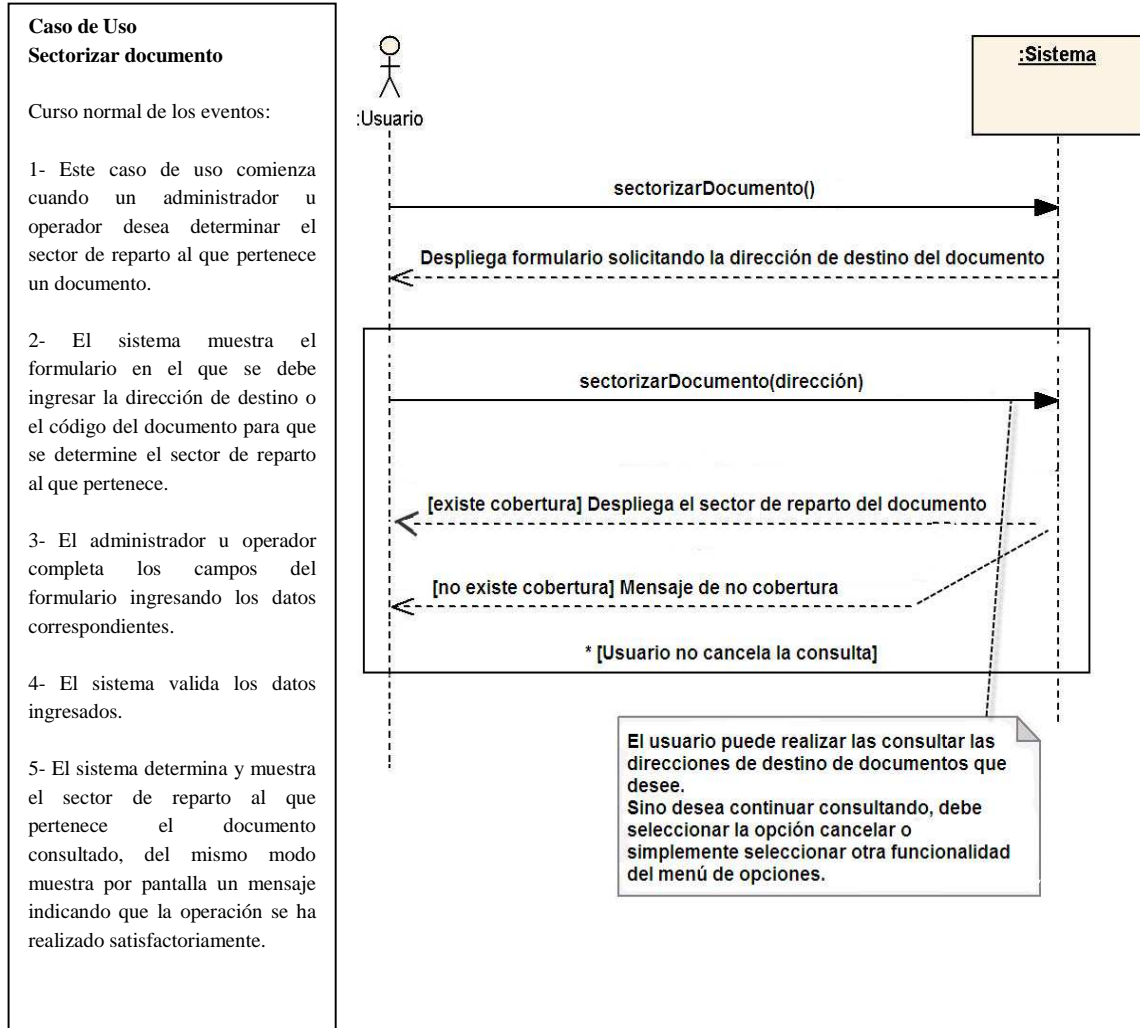 Caso de Uso
Sectorizar documento
Curso normal de los eventos:
1- Este caso de uso comienza
cuando un administrador u
operador desea determinar el
sector de reparto al que pertenece
un documento.
2- El sistema muestra el
formulario en el que se debe
ingresar la dirección de destino o
el código del documento para que
se determine el sector de reparto
al que pertenece.
3- El administrador u operador
completa los campos del
formulario ingresando los datos
correspondientes.
4- El sistema valida los datos
ingresados.
5- El sistema determina y muestra
el sector de reparto al que
pertenece el documento
consultado, del mismo modo
muestra por pantalla un mensaje
indicando que la operación se ha
realizado satisfactoriamente.
:Usuario
:Sistema
sectorizarDocumento()
Despliega formulario solicitando la dirección de destino del documento
sectorizarDocumento(dirección)
[existe cobertura] Despliega el sector de reparto del documento
[no existe cobertura] Mensaje de no cobertura
* [Usuario no cancela la consulta]
El usuario puede realizar las consultar las
direcciones de destino de documentos que
desee.
Sino desea continuar consultando, debe
seleccionar la opción cancelar o
simplemente seleccionar otra funcionalidad
del menú de opciones.